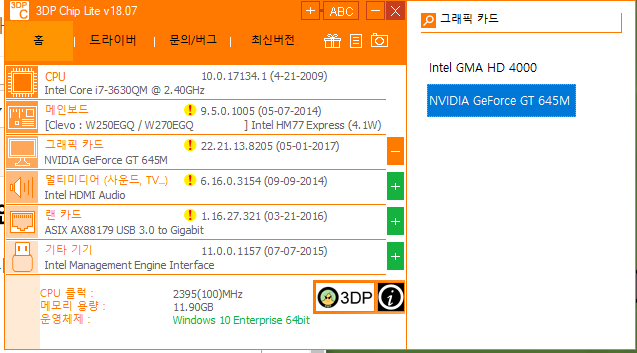 3DP Chip Lite v18.07
ABC
홈
드라이버
문의/버그
최신버전
CPU 10.0.17134.1 (4-21-2009)
Intel Core i7-3630QM @ 2.40GHz
메인보드 9.5.0.1005 (05-07-2014)
[Clevo : W250EGQ / W270EGQ ] Intel HM77 Express (4.1W)
그래픽 카드 22.21.13.8205 (05-01-2017)
NVIDIA GeForce GT 645M
멀티미디어 (사운드, TV...) 6.16.0.3154 (09-09-2014)
Intel HDMI Audio
랜 카드 1.16.27.321 (03-21-2016)
ASIX AX88179 USB 3.0 to Gigabit
기타 기기 11.0.0.1157 (07-07-2015)
Intel Management Engine Interface
CPU 클럭 : 2395(100)MHz
메모리 용량 : 11.90GB
운영체제 : Windows 10 Enterprise 64bit
3DP
그래픽 카드
Intel GMA HD 4000
NVIDIA GeForce GT 645M